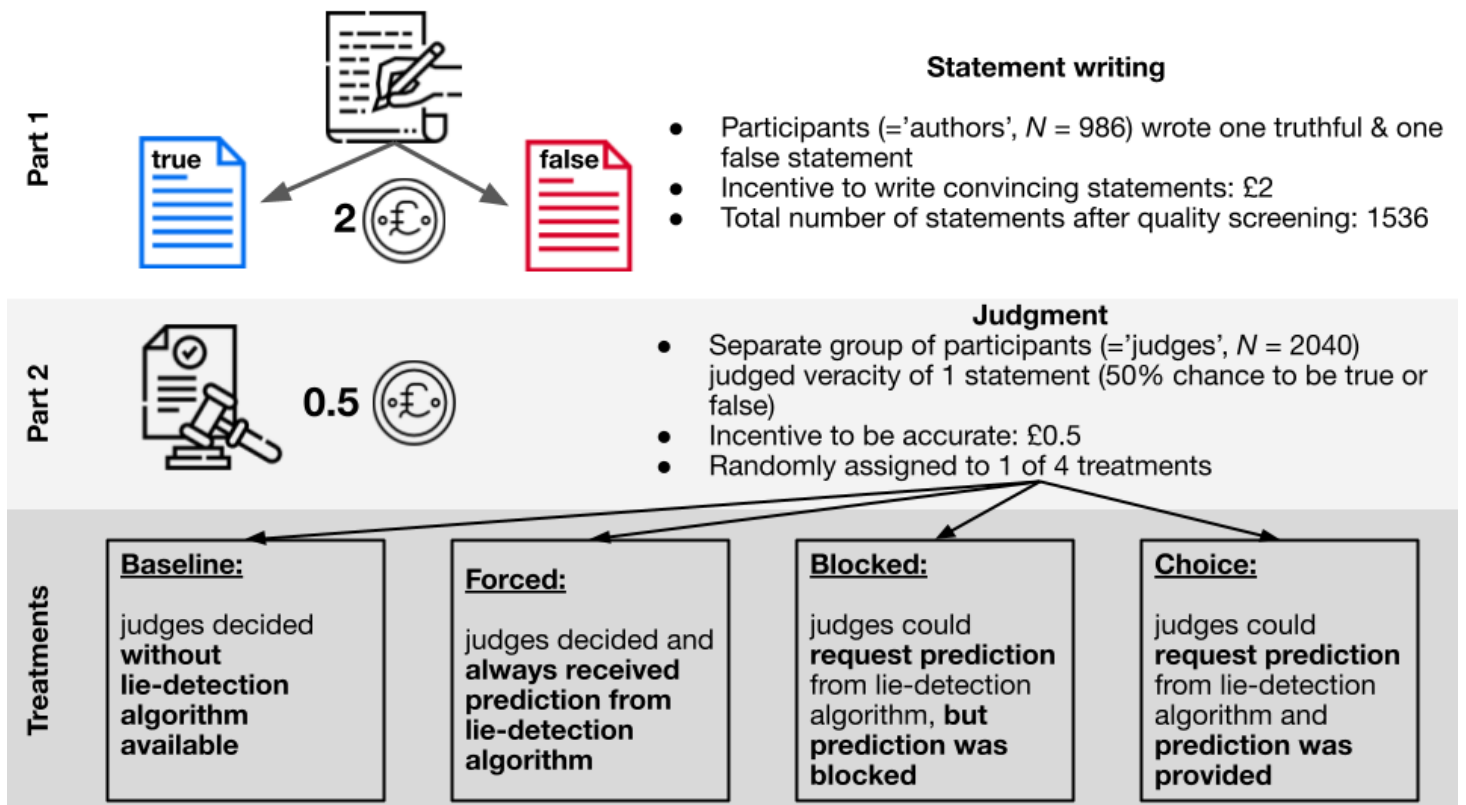 Part 1
true
false
2
Statement writing
● Participants (=’authors’, N = 986) wrote one truthful & one
false statement
● Incentive to write convincing statements: £2
● Total number of statements after quality screening: 1536
Part 2
0.5
Judgment
● Separate group of participants (=’judges’, N = 2040)
judged veracity of 1 statement (50% chance to be true or
false)
● Incentive to be accurate: £0.5
● Randomly assigned to 1 of 4 treatments
Treatments
Baseline:
judges decided
without
lie-detection
algorithm
available
Forced:
judges decided and
always received
prediction from
lie-detection
algorithm
Blocked:
judges could
request prediction
from lie-detection
algorithm, but
prediction was
blocked
Choice:
judges could
request prediction
from lie-detection
algorithm and
prediction was
provided